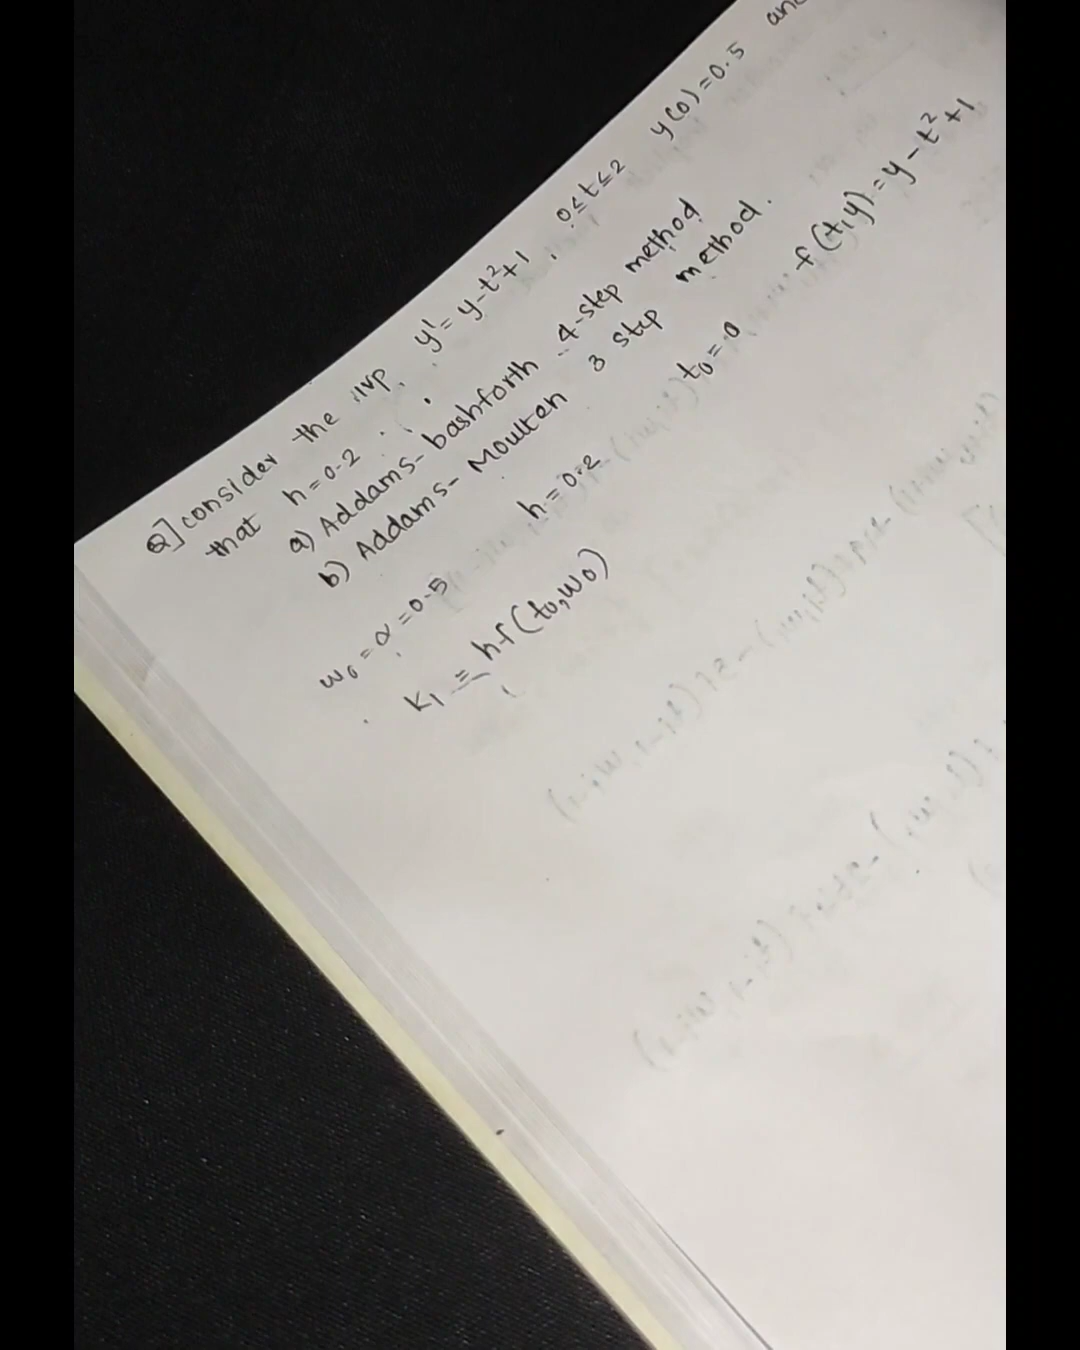 Q] consider the IVP, y' = y-t²+1, 0≤t≤2 y(0)=0.5
that h=0.2
a) Addams-bashforth 4-step method
b) Addams-Moulten 3 step method.
w₀ = α = 0.5 h=0.2 t₀=0 f(t,y)=y-t²+1
K₁ = hf(t₀,w₀)